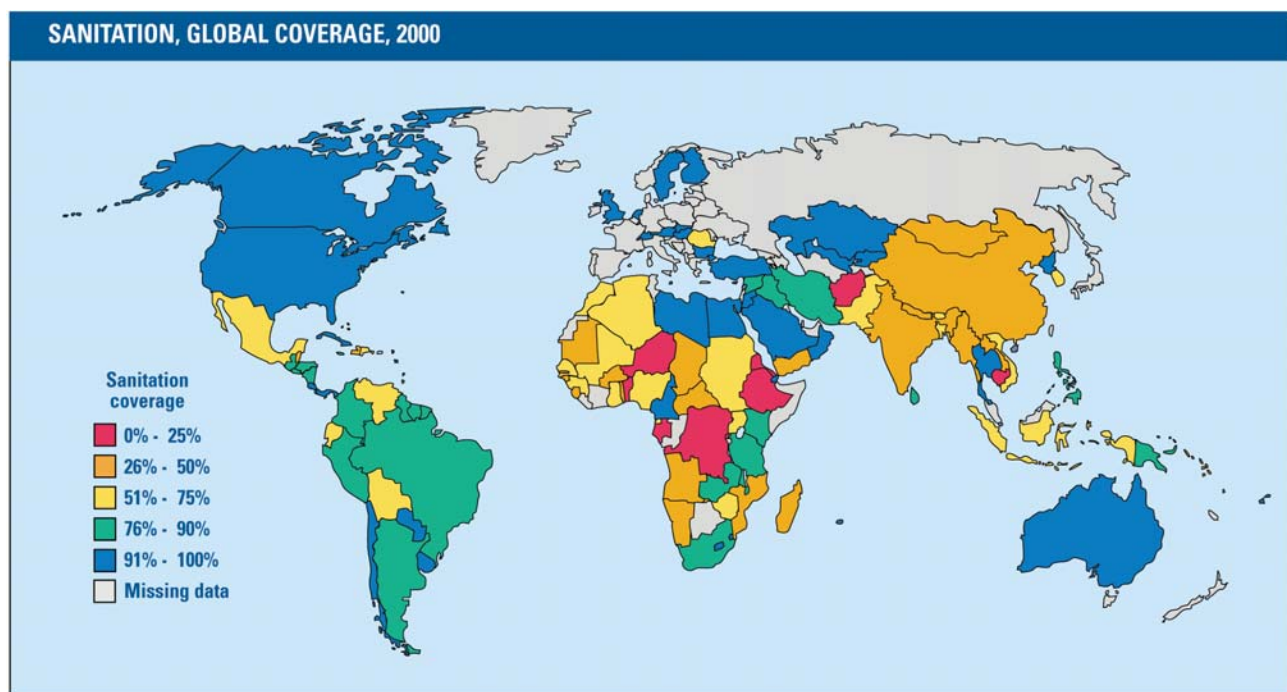 SANITATION, GLOBAL COVERAGE, 2000
Sanitation
coverage
0% - 25%
26% - 50%
51% - 75%
76% - 90%
91% - 100%
Missing data